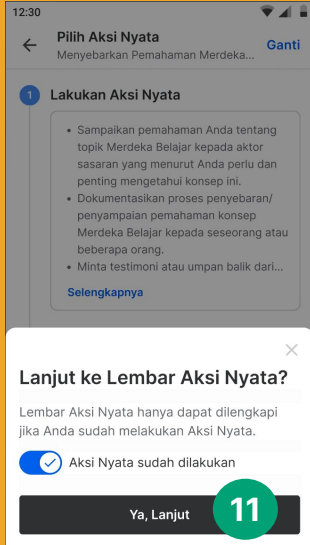 12:30
Pilih Aksi Nyata
Menyebarkan Pemahaman Merdeka...
Ganti
1
Lakukan Aksi Nyata
• Sampaikan pemahaman Anda tentang
topik Merdeka Belajar kepada aktor
sasaran yang menurut Anda perlu dan
penting mengetahui konsep ini.
• Dokumentasikan proses penyebaran/
penyampaian pemahaman konsep
Merdeka Belajar kepada seseorang atau
beberapa orang.
• Minta testimoni atau umpan balik dari...
Selengkapnya
Lanjut ke Lembar Aksi Nyata?
Lembar Aksi Nyata hanya dapat dilengkapi
jika Anda sudah melakukan Aksi Nyata.
Aksi Nyata sudah dilakukan
Ya, Lanjut
11